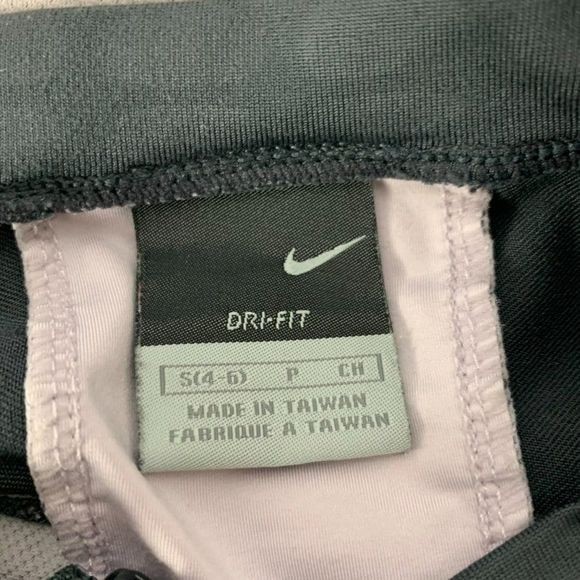 DRI-FIT
S(4-6) P CH
MADE IN TAIWAN
FABRIQUE A TAIWAN